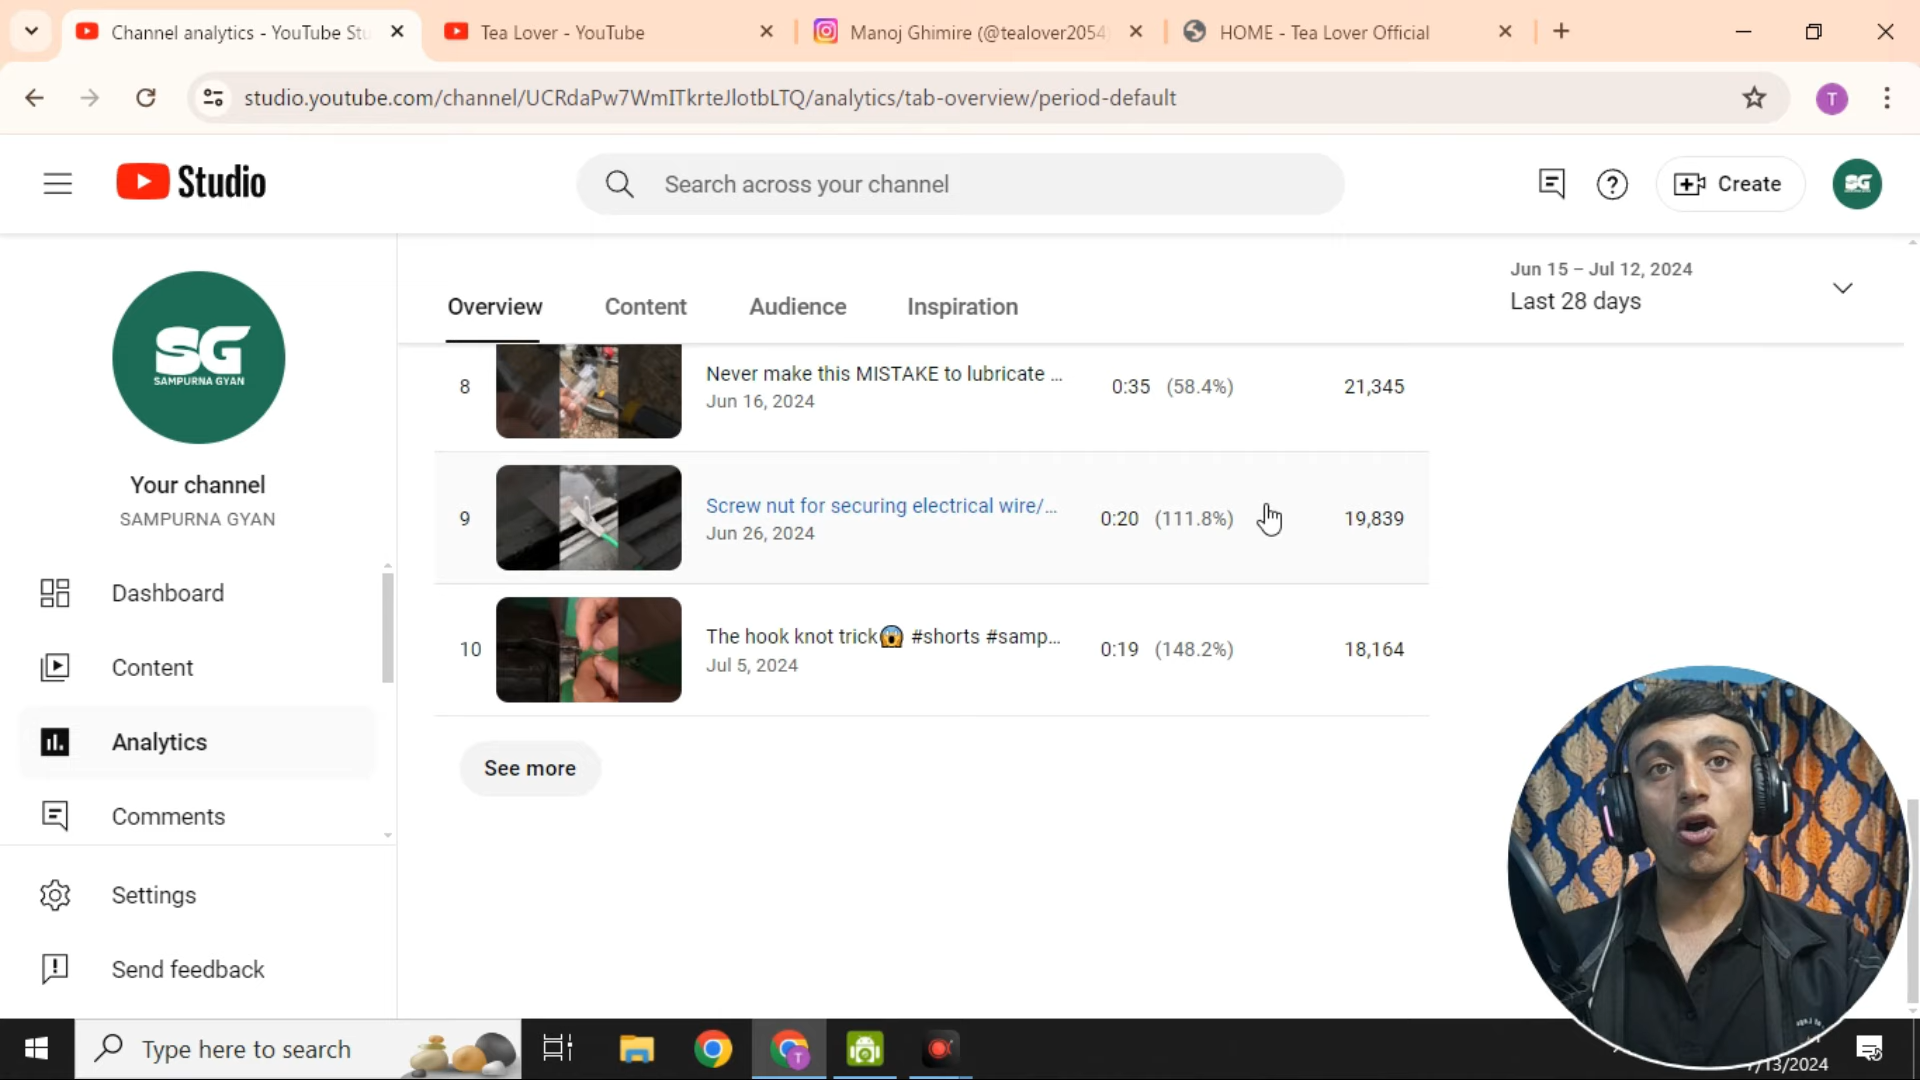 Channel analytics - YouTube Stu
Tea Lover - YouTube
Manoj Ghimire (@tealover2054
HOME - Tea Lover Official
studio.youtube.com/channel/UCRdaPw7WmITkrteJlotbLTQ/analytics/tab-overview/period-default
T
Studio
Search across your channel
Create
SG
SG
SAMPURNA GYAN
Your channel
SAMPURNA GYAN
Dashboard
Content
Analytics
Comments
Settings
Send feedback
Overview
Content
Audience
Inspiration
Jun 15 – Jul 12, 2024
Last 28 days
8
Never make this MISTAKE to lubricate ...
Jun 16, 2024
0:35 (58.4%)
21,345
9
Screw nut for securing electrical wire/...
Jun 26, 2024
0:20 (111.8%)
19,839
10
The hook knot trick😱 #shorts #samp...
Jul 5, 2024
0:19 (148.2%)
18,164
See more
Type here to search
T
7/13/2024